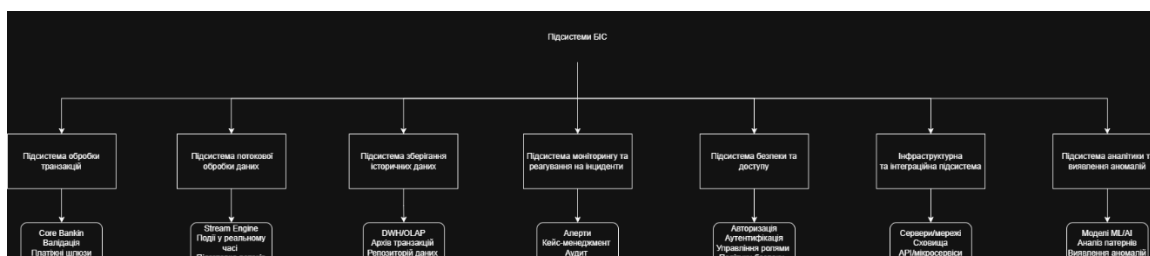 Підсистеми БІС
Підсистема обробки
транзакцій
Підсистема потокової
обробки даних
Підсистема зберігання
історичних даних
Підсистема моніторингу та
реагування на інциденти
Підсистема безпеки та
доступу
Інфраструктурна
та інтеграційна підсистема
Підсистема аналітики т
виявлення аномалій
Core Bankin
Валідація
Платіжні шлюзи
Stream Engine
Події у реальному
часі
DWH/OLAP
Архів транзакцій
Репозиторій даних
Алерти
Кейс-менеджмент
Аудит
Авторизація
Аутентифікація
Управління ролями
Сервери/мережі
Сховища
API/мікросервіси
Моделі ML/AI
Аналіз патернів
Виявлення аномалій